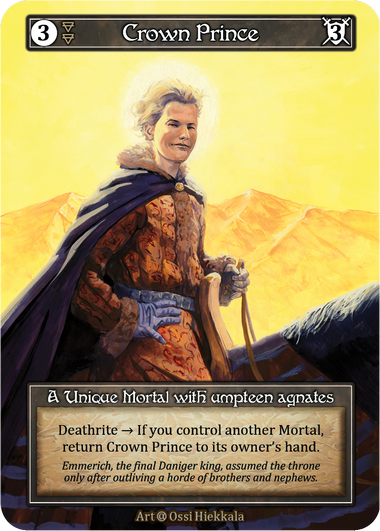 3 Crown Prince 3
A Unique Mortal with umpteen agnates
Deathrite → If you control another Mortal,
return Crown Prince to its owner's hand.
Emmerich, the final Daniger king, assumed the throne
only after outliving a horde of brothers and nephews.
Art @ Ossi Hiekkala